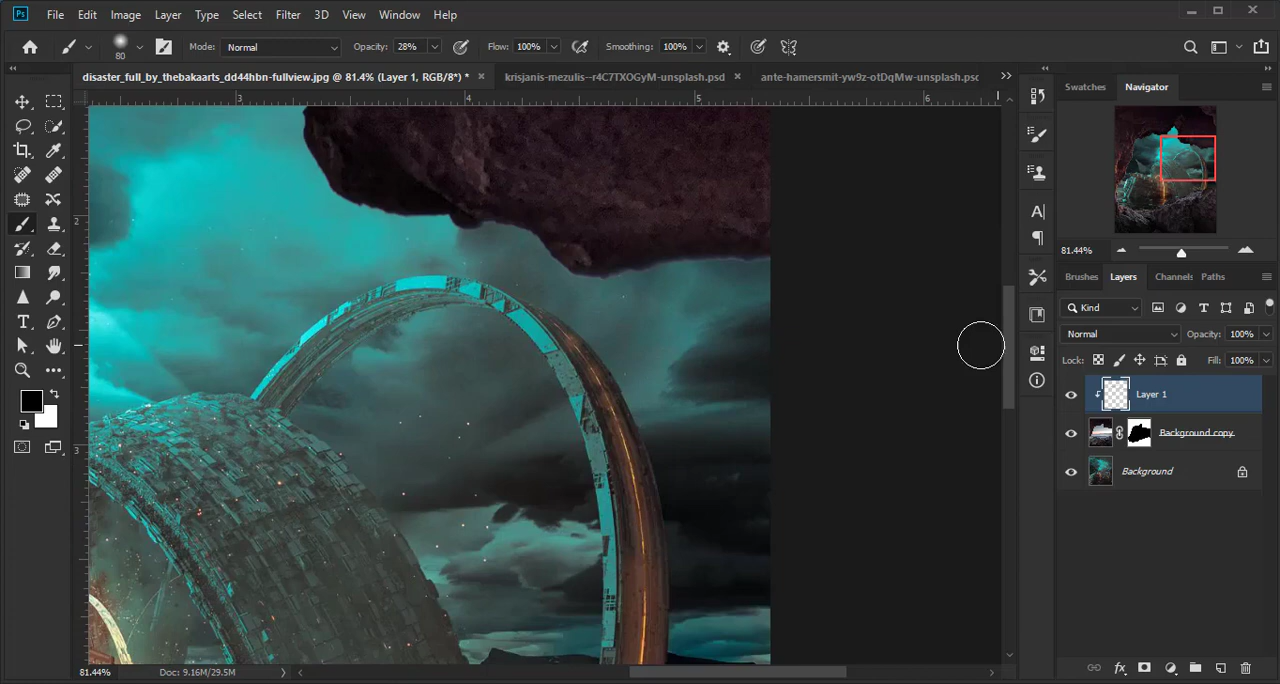 Ps File Edit Image Layer Type Select Filter 3D View Window Help
80 Mode: Normal Opacity: 28% Flow: 100% Smoothing: 100%
disaster_full_by_thebakaarts_dd44hbn-fullview.jpg @ 81.4% (Layer 1, RGB/8*) * krisjanis-mezulis--r4C7TXOGyM-unsplash.psd ante-hamersmit-yw9z-otDqMw-unsplash.psd
Swatches Navigator
3 4 5 6
2
3
81.44%
Brushes Layers Channels Paths
Kind
Normal Opacity: 100%
Lock: Fill: 100%
Layer 1
Background copy
Background
81.44% Doc: 9.16M/29.5M